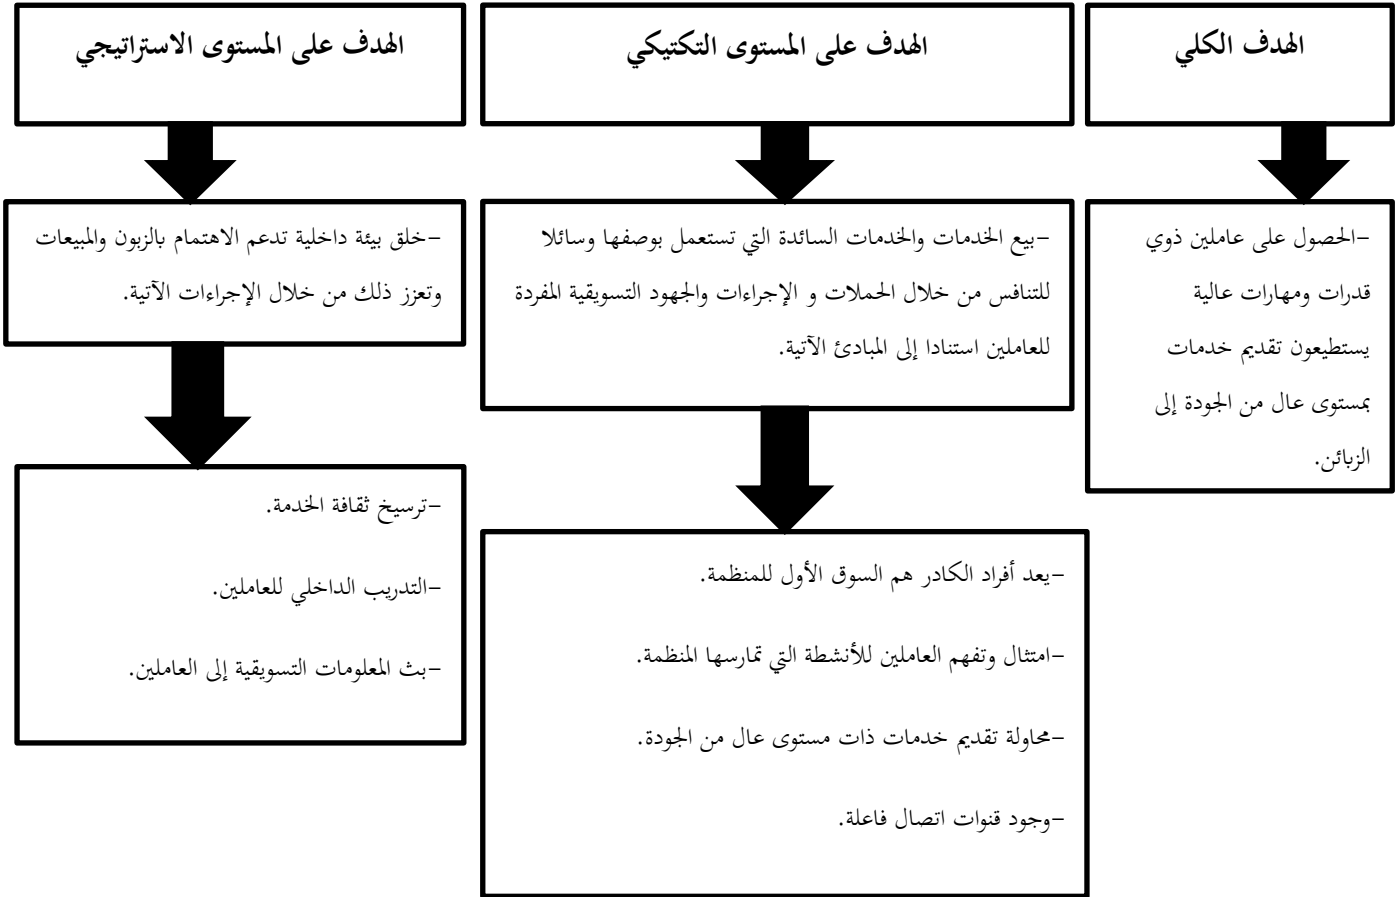 الهدف الكلي
الهدف على المستوى التكتيكي
الهدف على المستوى الاستراتيجي
-الحصول على عاملين ذوي
قدرات ومهارات عالية
يستطيعون تقديم خدمات
بمستوى عال من الجودة إلى
الزبائن.
-بيع الخدمات والخدمات السائدة التي تستعمل بوصفها وسائلا
للتنافس من خلال الحملات و الإجراءات والجهود التسويقية المفردة
للعاملين استنادا إلى المبادئ الآتية.
-خلق بيئة داخلية تدعم الاهتمام بالزبون والمبيعات
وتعزز ذلك من خلال الإجراءات الآتية.
-يعد أفراد الكادر هم السوق الأول للمنظمة.
-امتثال وتفهم العاملين للأنشطة التي تمارسها المنظمة.
-محاولة تقديم خدمات ذات مستوى عال من الجودة.
-وجود قنوات اتصال فاعلة.
-ترسيخ ثقافة الخدمة.
-التدريب الداخلي للعاملين.
-بث المعلومات التسويقية إلى العاملين.